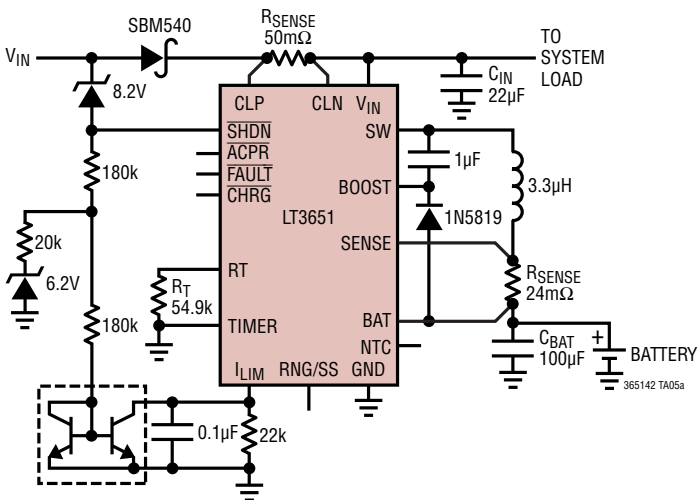 SBM540
RSENSE
50mΩ
VIN
TO
SYSTEM
LOAD
8.2V
CIN
22µF
CLP
CLN
VIN
SHDN
SW
ACPR
FAULT
CHRG
180k
1µF
3.3µH
BOOST
LT3651
1N5819
20k
SENSE
6.2V
RT
RT
54.9k
RSENSE
24mΩ
180k
TIMER
BAT
NTC
CBAT
100µF
+
BATTERY
ILIM
RNG/SS
GND
365142 TA05a
0.1µF
22k